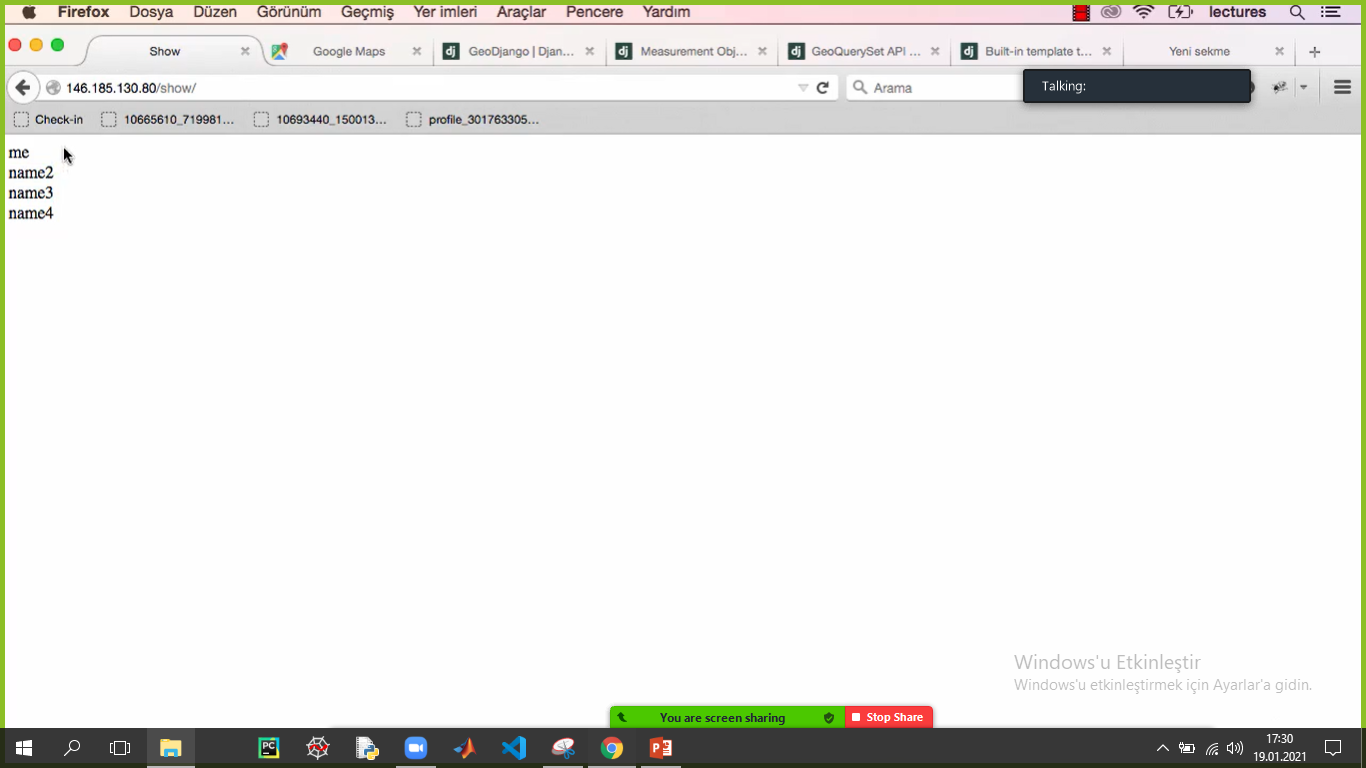 Firefox Dosya Düzen Görünüm Geçmiş Yer imleri Araçlar Pencere Yardım lectures
Show Google Maps GeoDjango | Djan... Measurement Obj... GeoQuerySet API ... Built-in template t... Yeni sekme
146.185.130.80/show/ Arama Talking:
Check-in 10665610_719981... 10693440_150013... profile_301763305...
me
name2
name3
name4
Windows'u Etkinleştir
Windows'u etkinleştirmek için Ayarlar'a gidin.
You are screen sharing Stop Share
17:30
19.01.2021